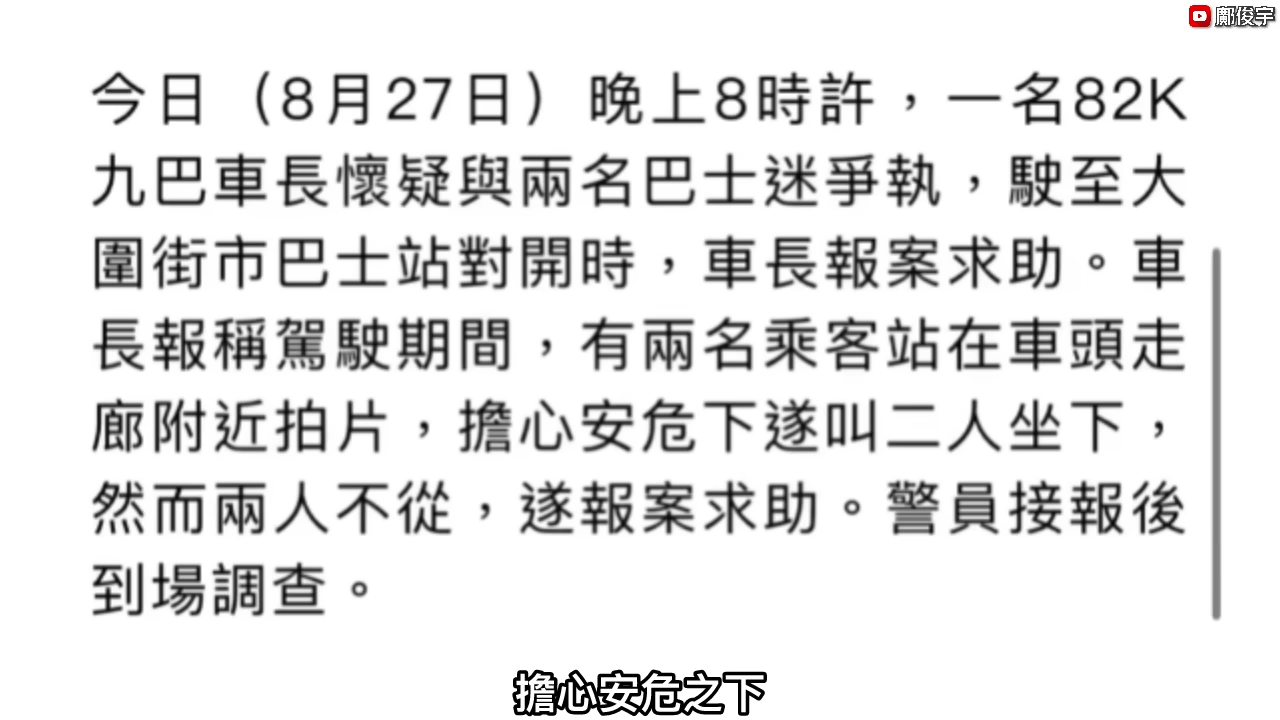 鄺俊宇
今日（8月27日）晚上8時許，一名82K
九巴車長懷疑與兩名巴士迷爭執，駛至大
圍街市巴士站對開時，車長報案求助。車
長報稱駕駛期間，有兩名乘客站在車頭走
廊附近拍片，擔心安危下遂叫二人坐下，
然而兩人不從，遂報案求助。警員接報後
到場調查。
擔心安危之下